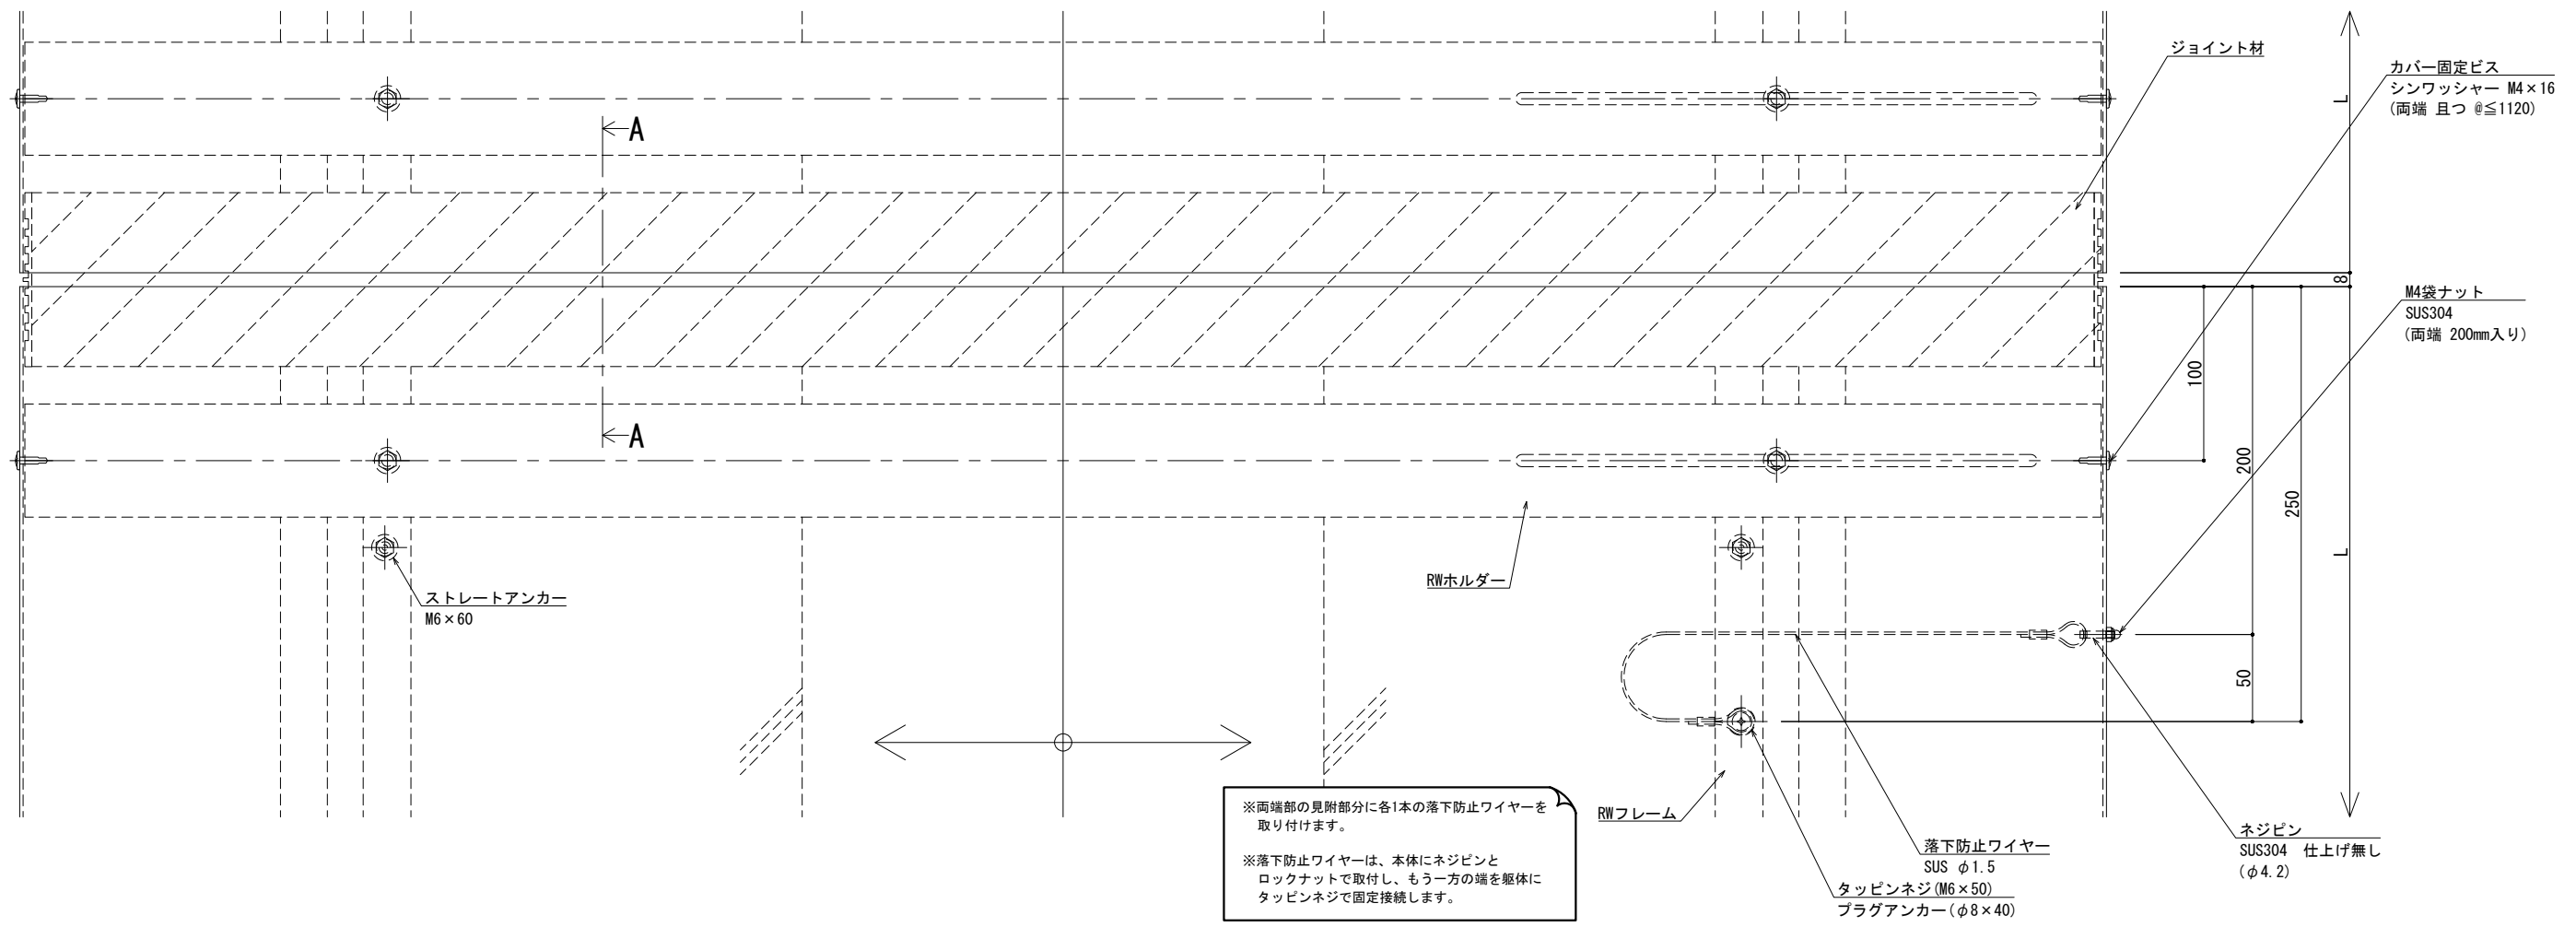 ジョイント材
カバー固定ビス
シンワッシャー M4×16
(両端 且つ @≦1120)
L
A
8
M4袋ナット
SUS304
(両端 200mm入り)
100
A
200
250
L
RWホルダー
ストレートアンカー
M6×60
50
※両端部の見附部分に各1本の落下防止ワイヤーを
取り付けます。
※落下防止ワイヤーは、本体にネジピンと
ロックナットで取付し、もう一方の端を躯体に
タッピンネジで固定接続します。
RWフレーム
落下防止ワイヤー
SUS φ1.5
タッピンネジ(M6×50)
プラグアンカー(φ8×40)
ネジピン
SUS304 仕上げ無し
(φ4.2)